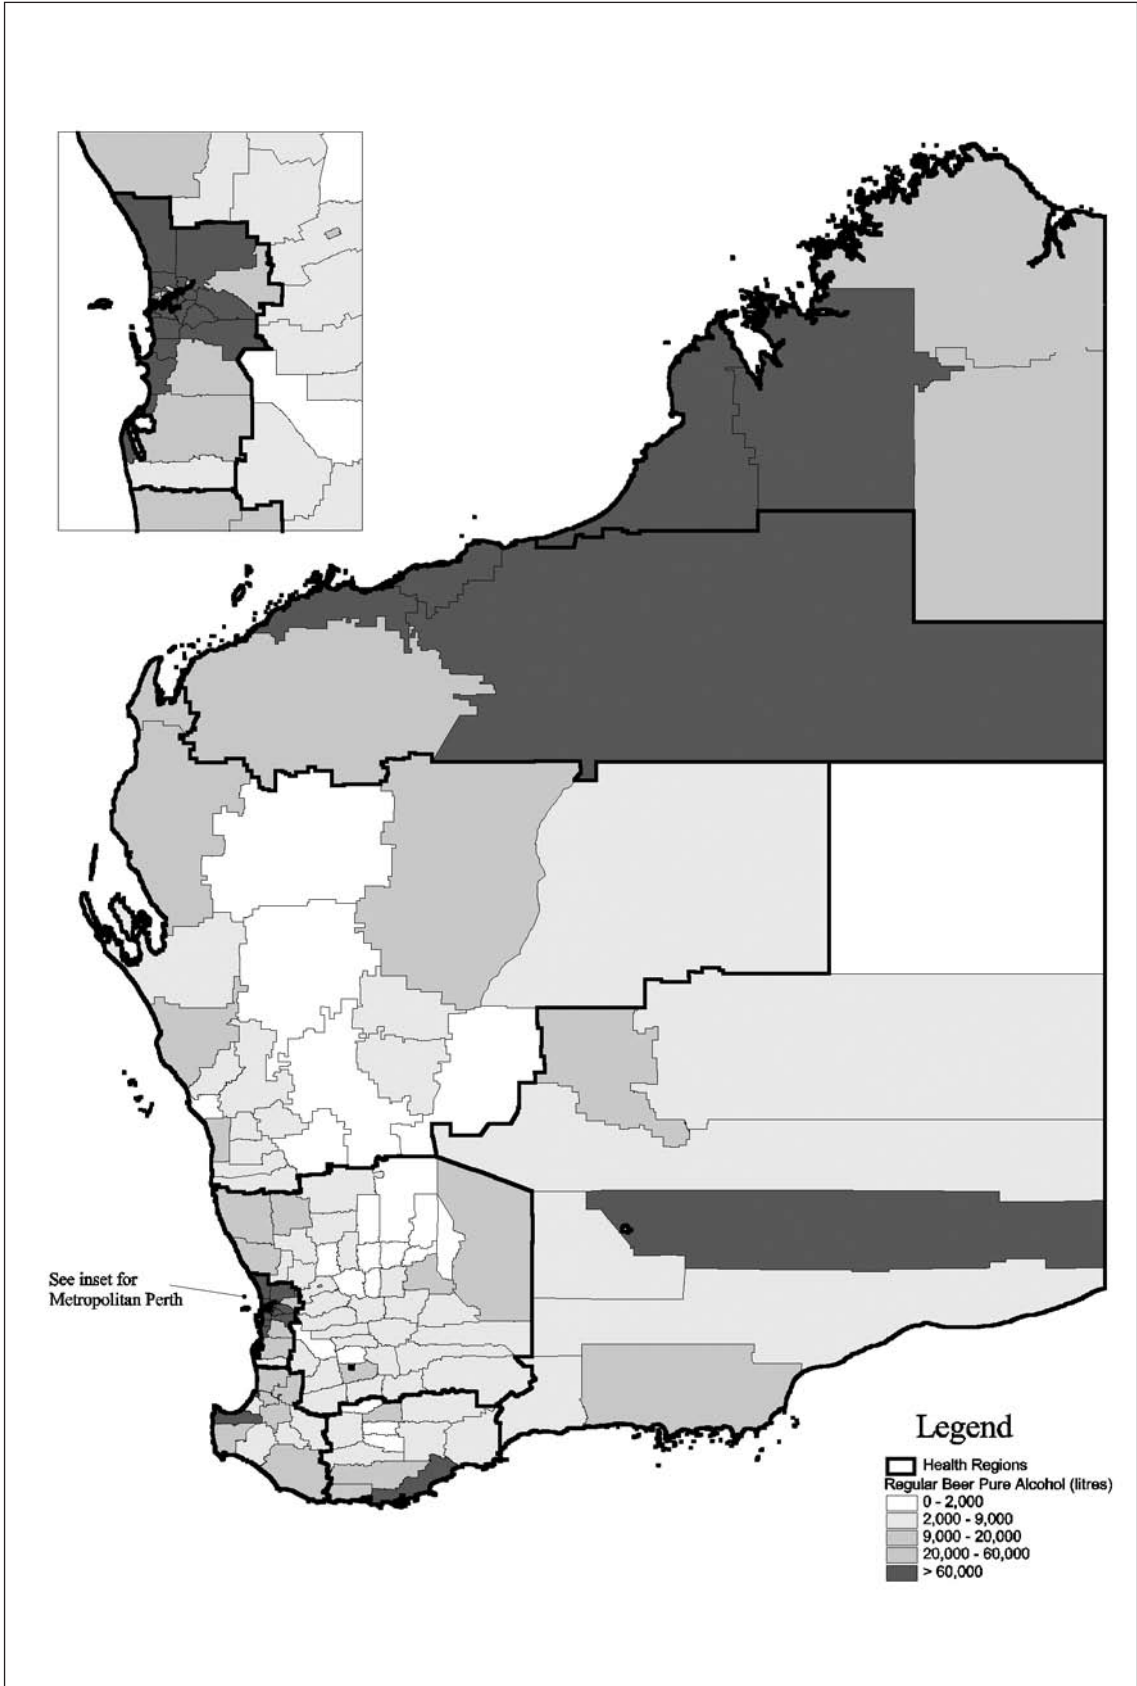 See inset for
Metropolitan Perth
Legend
Health Regions
Regular Beer Pure Alcohol (litres)
0 - 2,000
2,000 - 9,000
9,000 - 20,000
20,000 - 60,000
> 60,000